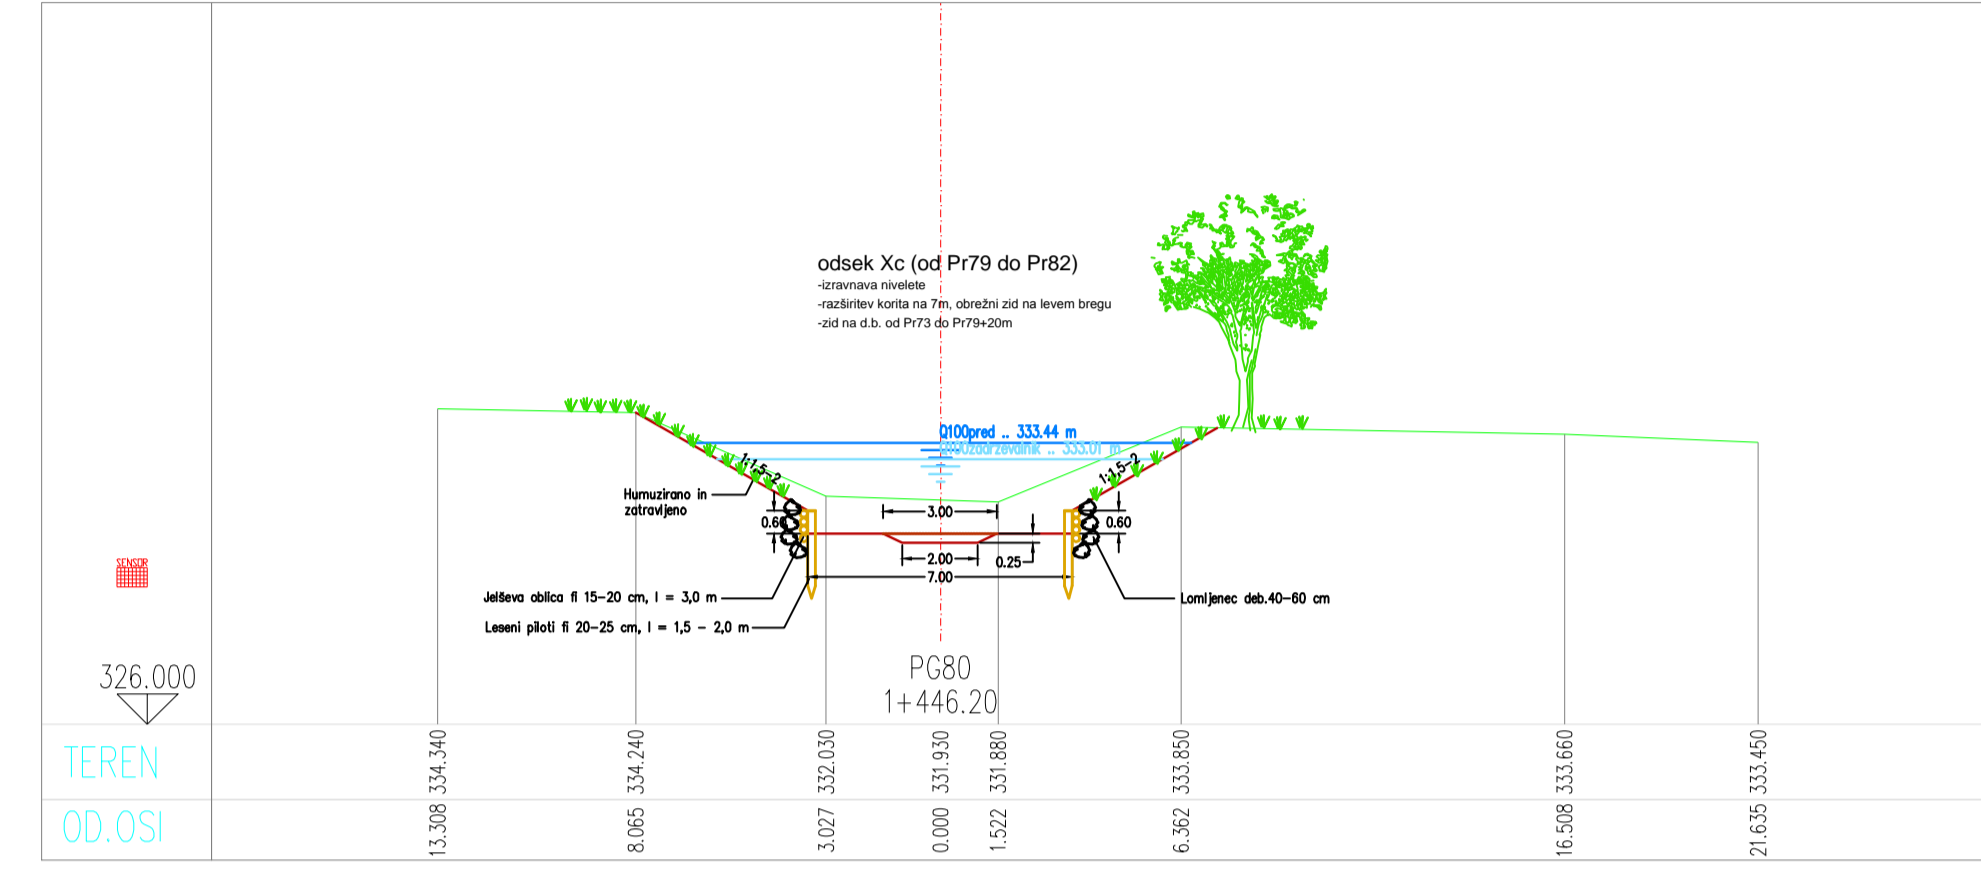 odsek Xc (od Pr79 do Pr82)
-izravnava nivelete
-razširitev korita na 7m, obrežni zid na levem bregu
-zid na d.b. od Pr73 do Pr79+20m
Q100pred .. 333.44 m
Q100zadrževalnik .. 333.01 m
1:1,5-2
1:1,5-2
Humuzirano in
zatravljeno
0.60
3.00
0.60
2.00
0.25
7.00
SENSOR
Jelševa oblica fi 15-20 cm, l = 3,0 m
Lomljenec deb.40-60 cm
Leseni piloti fi 20-25 cm, l = 1,5 - 2,0 m
326.000
PG80
1+446.20
TEREN
334.340
334.240
332.030
331.930
331.880
333.850
333.660
333.450
OD.OSI
13.308
8.065
3.027
0.000
1.522
6.362
16.508
21.635